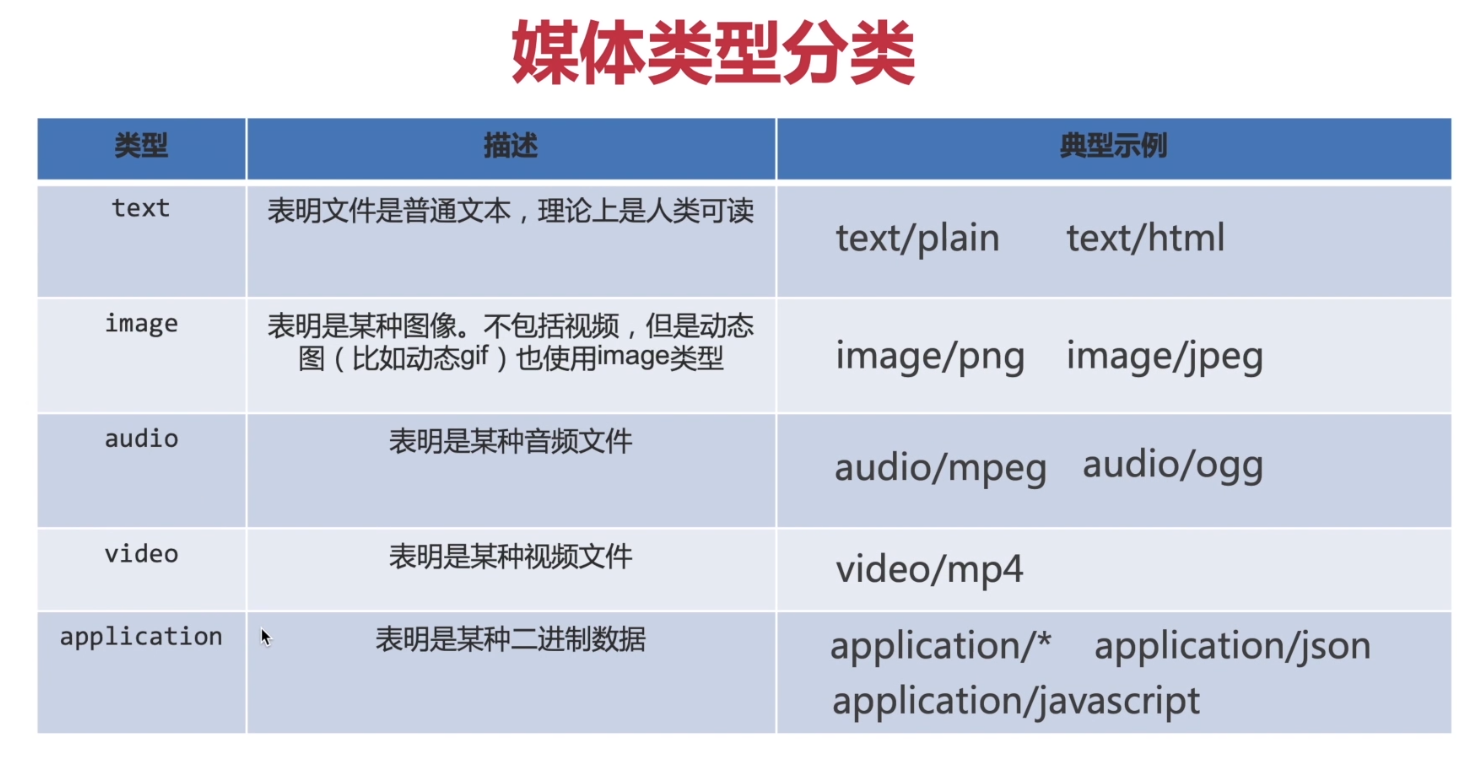 媒体类型分类
类型 描述 典型示例
text 表明文件是普通文本，理论上是人类可读 text/plain text/html
image 表明是某种图像。不包括视频，但是动态
图（比如动态gif）也使用image类型 image/png image/jpeg
audio 表明是某种音频文件 audio/mpeg audio/ogg
video 表明是某种视频文件 video/mp4
application 表明是某种二进制数据 application/* application/json
application/javascript